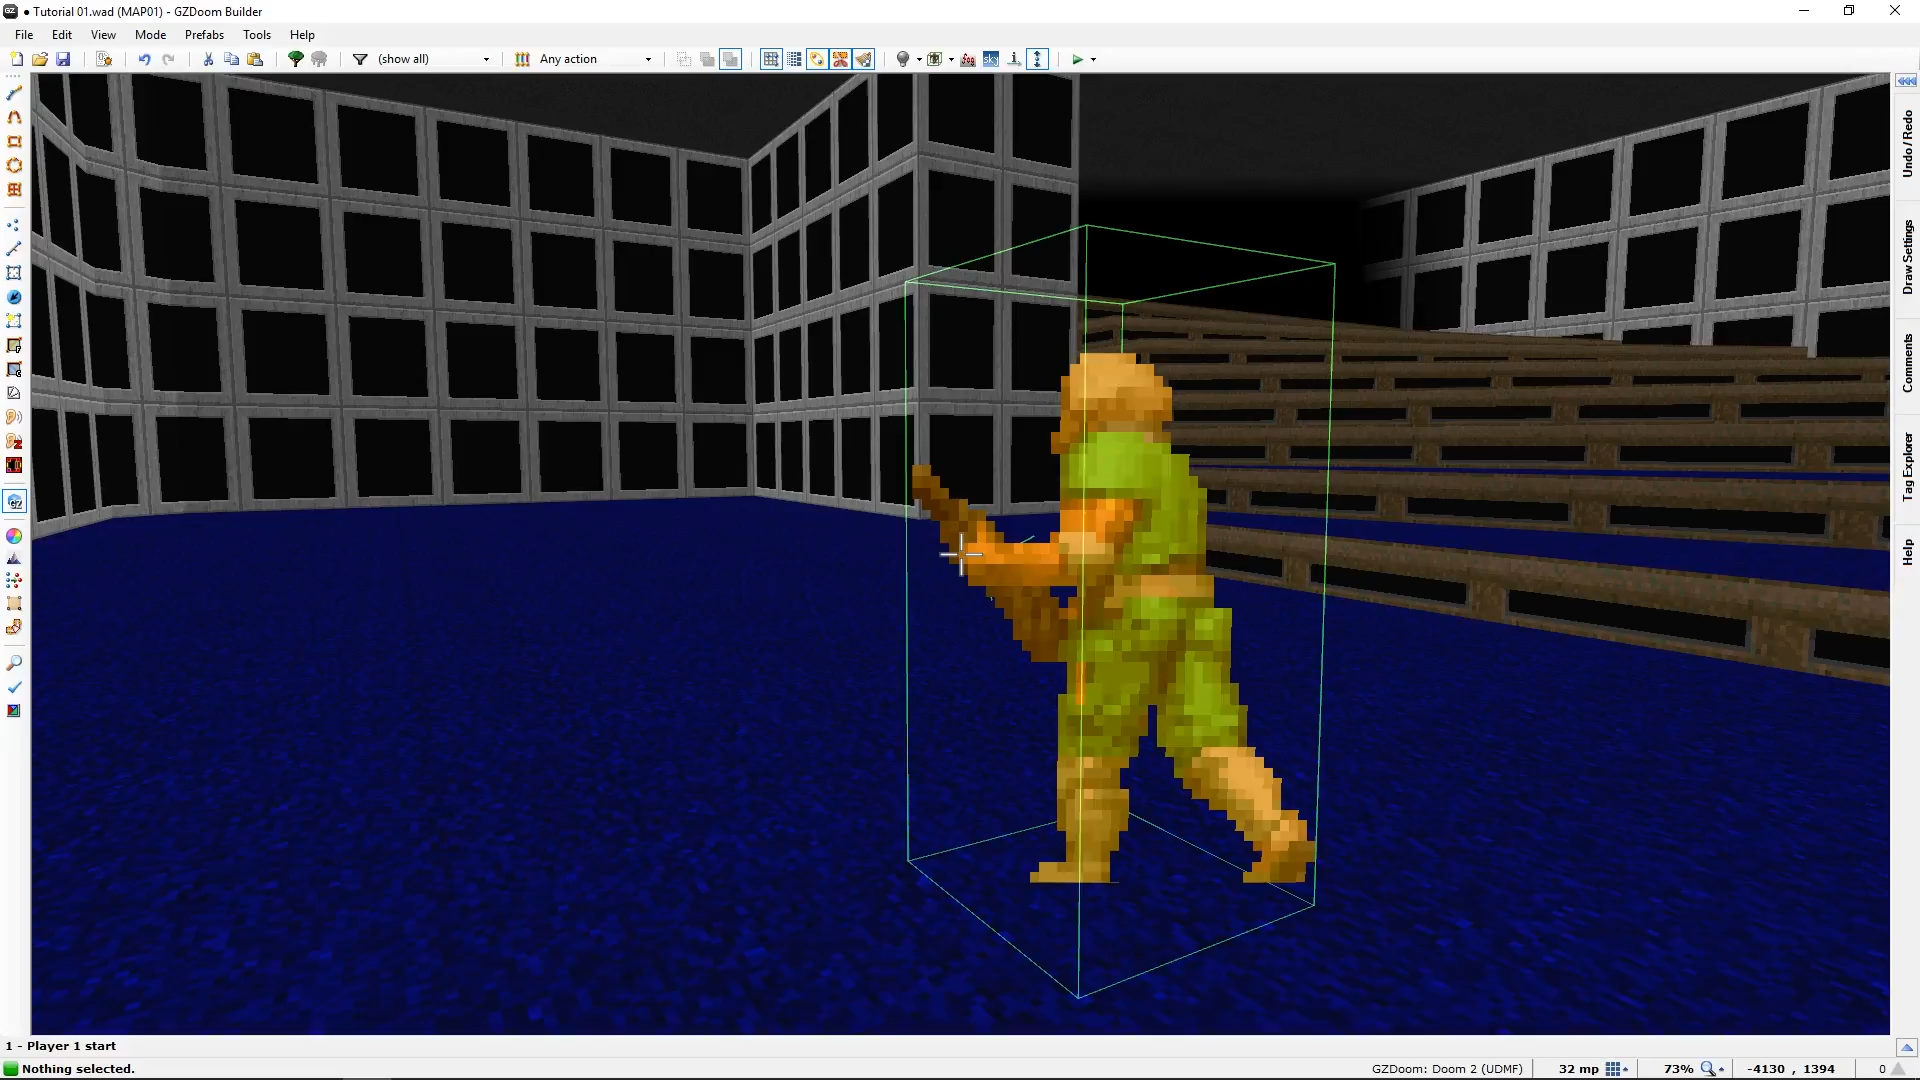 • Tutorial 01.wad (MAP01) - GZDoom Builder
File Edit View Mode Prefabs Tools Help
(show all) Any action
sky
Undo / Redo
Draw Settings
Comments
Tag Explorer
Help
1 - Player 1 start
Nothing selected.
GZDoom: Doom 2 (UDMF) 32 mp 73% -4130 , 1394 0